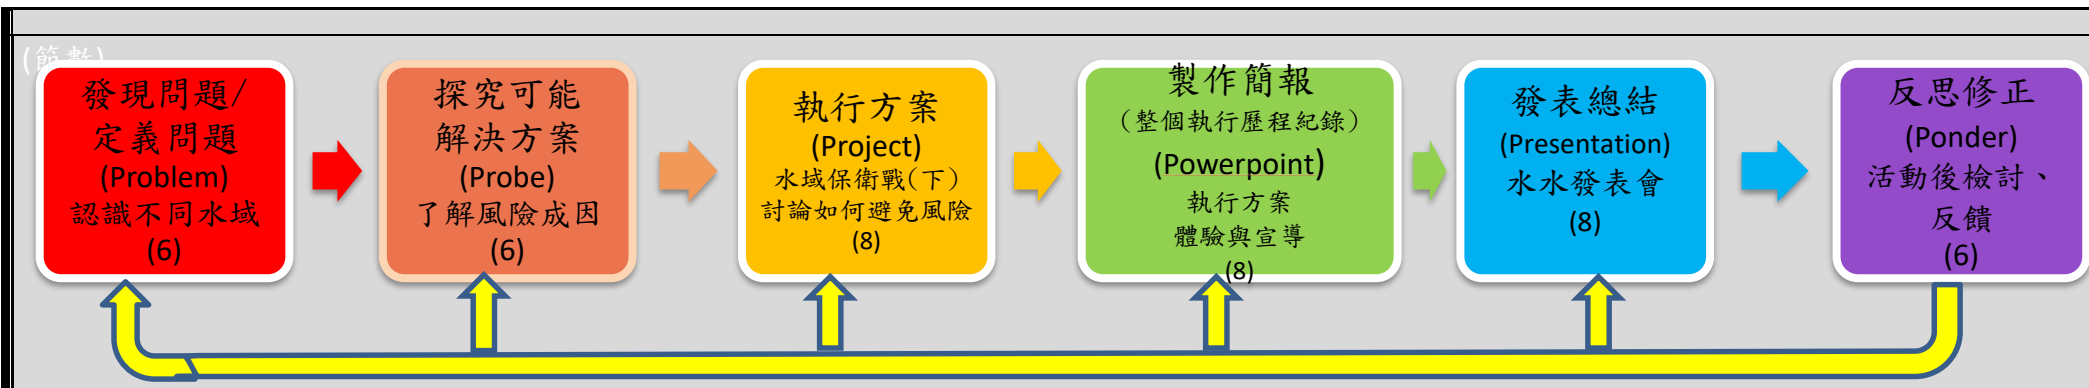 (節數)
發現問題/
定義問題
(Problem)
認識不同水域
(6)
探究可能
解決方案
(Probe)
了解風險成因
(6)
執行方案
(Project)
水域保衛戰(下)
討論如何避免風險
(8)
製作簡報
(整個執行歷程紀錄)
(Powerpoint)
執行方案
體驗與宣導
(8)
發表總結
(Presentation)
水水發表會
(8)
反思修正
(Ponder)
活動後檢討、
反饋
(6)